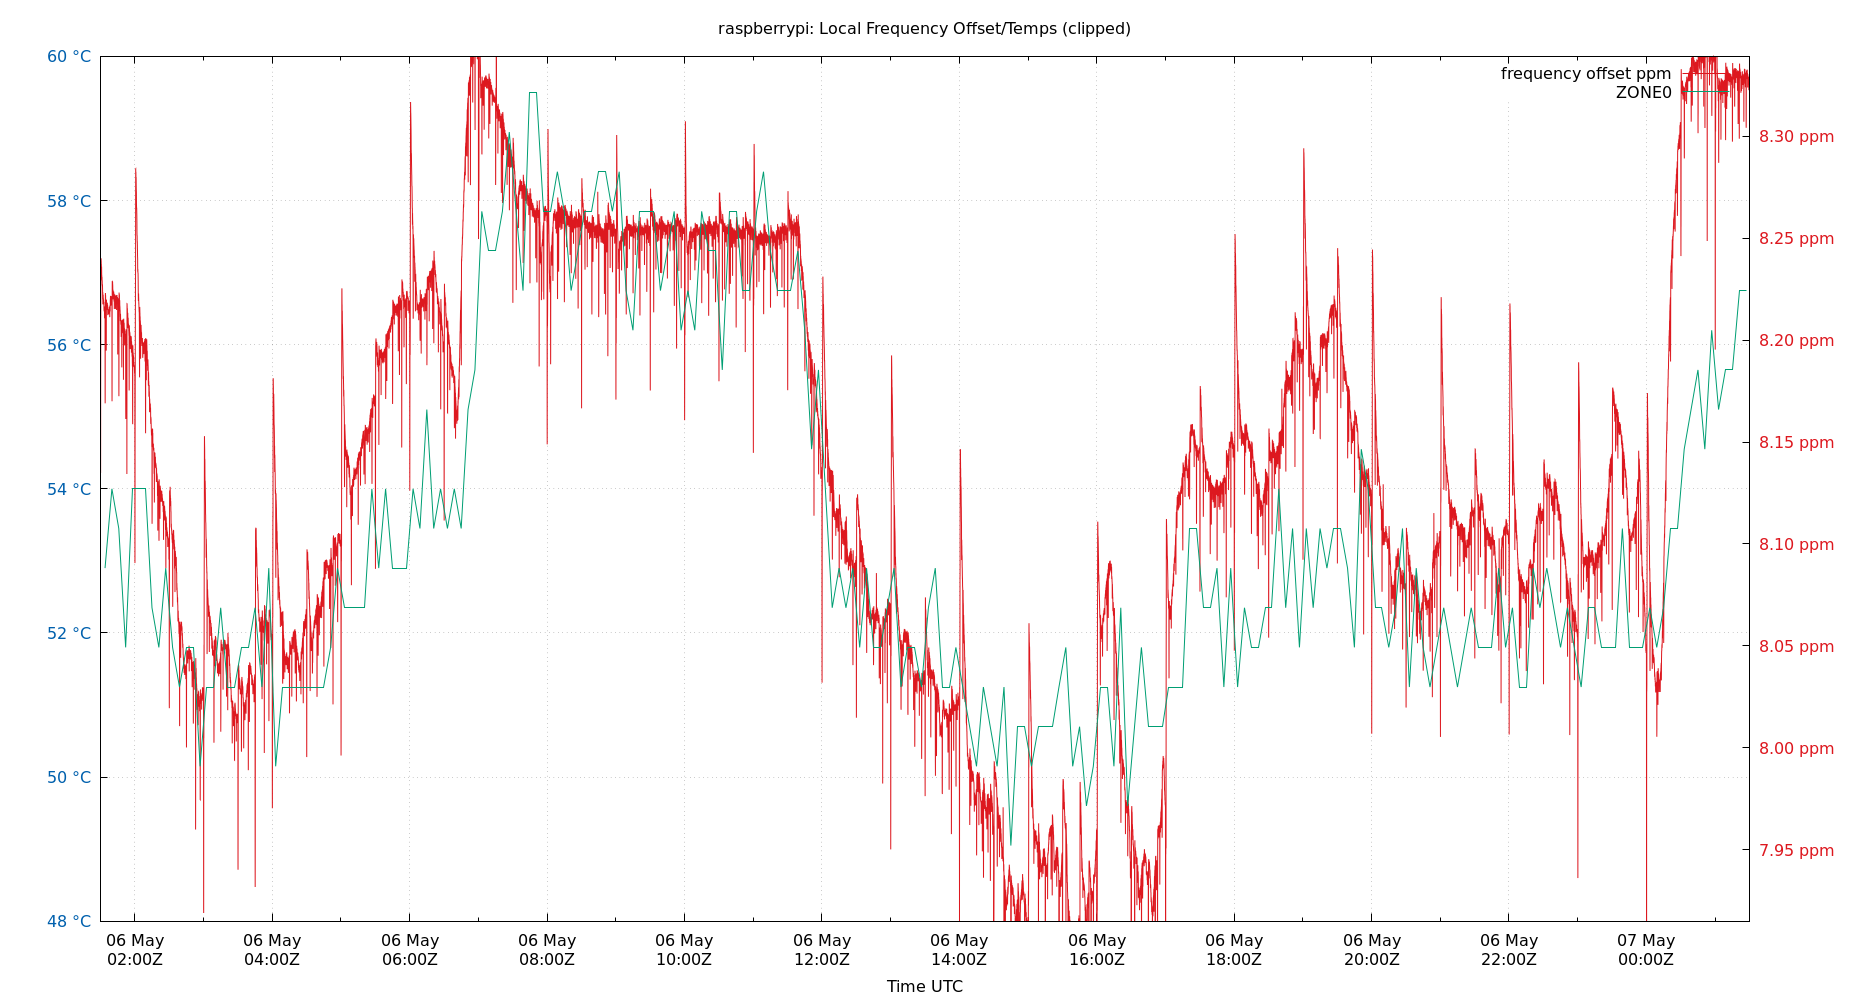 raspberrypi: Local Frequency Offset/Temps (clipped)
60 °C
58 °C
56 °C
54 °C
52 °C
50 °C
48 °C
frequency offset ppm
ZONE0
8.30 ppm
8.25 ppm
8.20 ppm
8.15 ppm
8.10 ppm
8.05 ppm
8.00 ppm
7.95 ppm
06 May 06 May 06 May 06 May 06 May 06 May 06 May 06 May 06 May 06 May 06 May 07 May
02:00Z 04:00Z 06:00Z 08:00Z 10:00Z 12:00Z 14:00Z 16:00Z 18:00Z 20:00Z 22:00Z 00:00Z
Time UTC